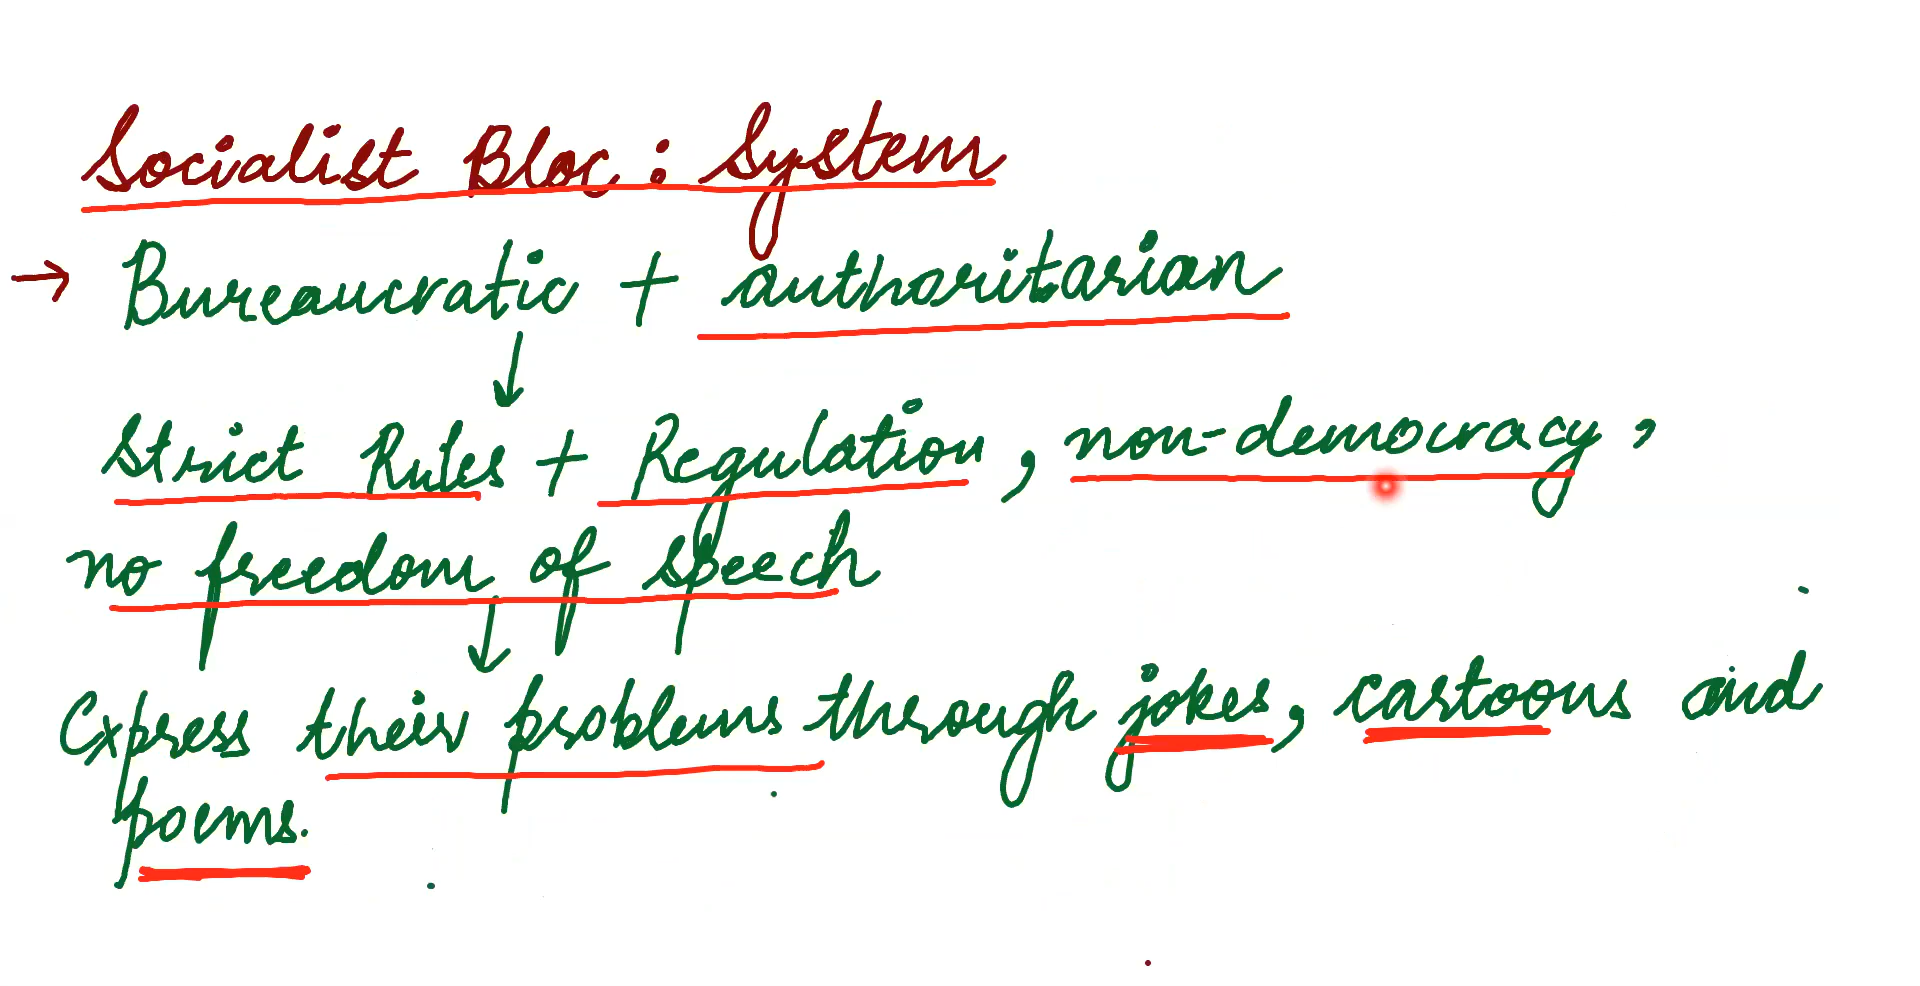 Socialist Bloc : System
→ Bureaucratic + authoritarian
↓
Strict Rules + Regulation, non-democracy,
no freedom of speech
↓
Express their problems through jokes, cartoons and
poems.